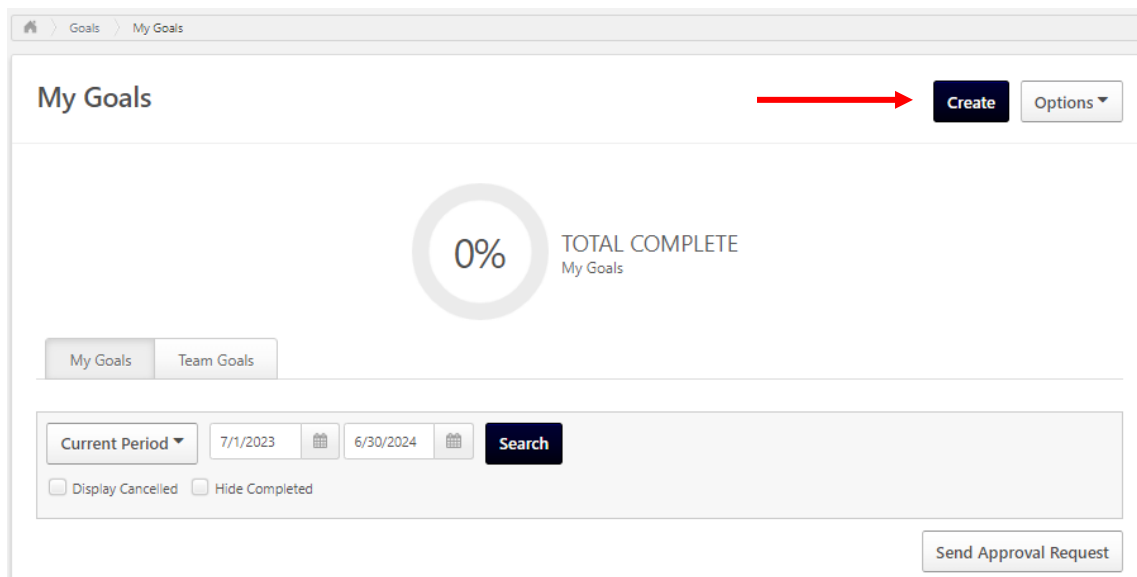 Goals My Goals
My Goals
Create Options
0%
TOTAL COMPLETE
My Goals
My Goals Team Goals
Current Period 7/1/2023 6/30/2024 Search
Display Cancelled Hide Completed
Send Approval Request